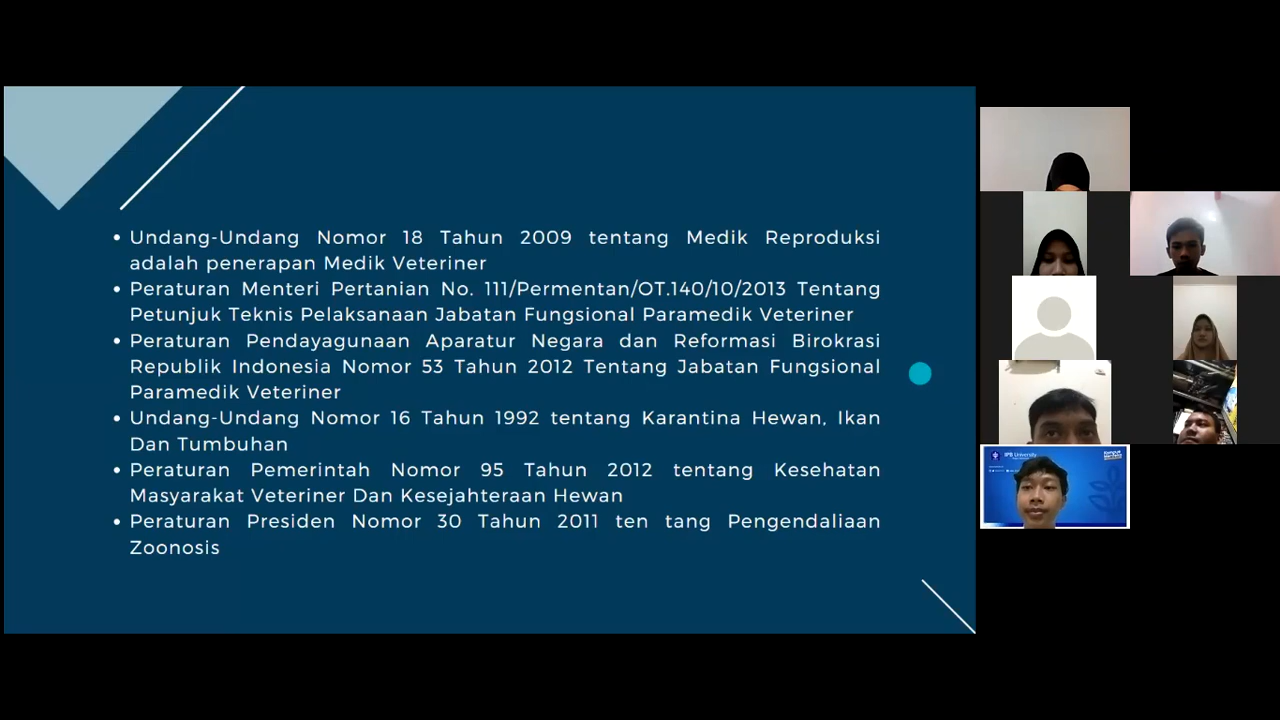 • Undang-Undang Nomor 18 Tahun 2009 tentang Medik Reproduksi
adalah penerapan Medik Veteriner
• Peraturan Menteri Pertanian No. 111/Permentan/OT.140/10/2013 Tentang
Petunjuk Teknis Pelaksanaan Jabatan Fungsional Paramedik Veteriner
• Peraturan Pendayagunaan Aparatur Negara dan Reformasi Birokrasi
Republik Indonesia Nomor 53 Tahun 2012 Tentang Jabatan Fungsional
Paramedik Veteriner
• Undang-Undang Nomor 16 Tahun 1992 tentang Karantina Hewan, Ikan
Dan Tumbuhan
• Peraturan Pemerintah Nomor 95 Tahun 2012 tentang Kesehatan
Masyarakat Veteriner Dan Kesejahteraan Hewan
• Peraturan Presiden Nomor 30 Tahun 2011 ten tang Pengendaliaan
Zoonosis
IPB University